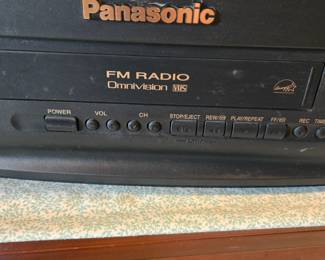 Panasonic
FM RADIO
Omnivision VHS
POWER VOL CH STOP/EJECT REW/ PLAY/REPEAT FF/ REC